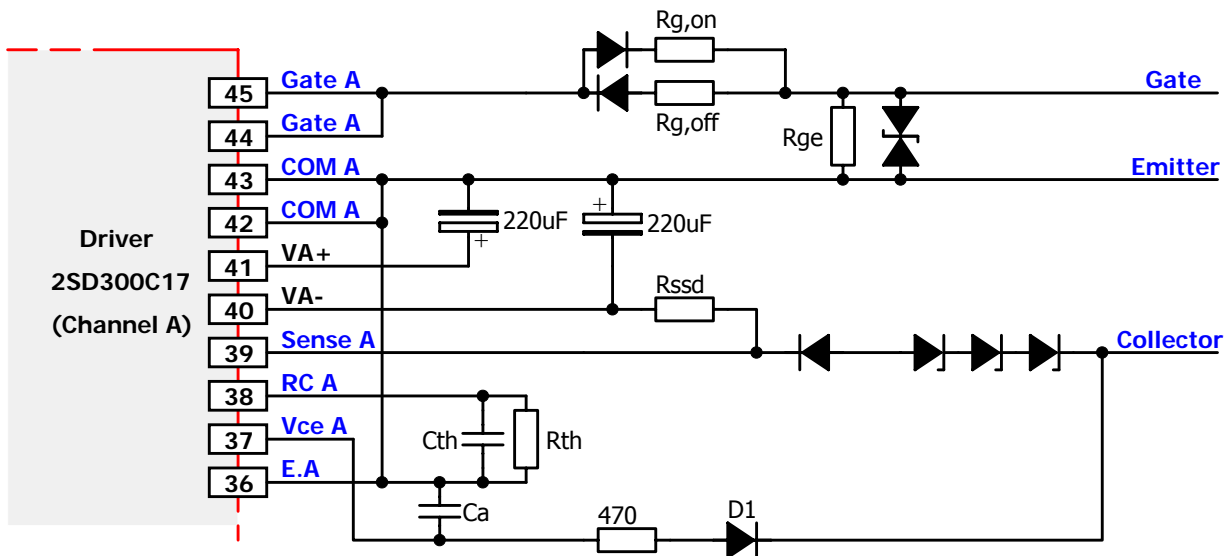 Rg,on
45 Gate A
Gate
44 Gate A
Rg,off
Rge
43 COM A
Emitter
42 COM A
+
220uF
+
220uF
Driver
2SD300C17
(Channel A)
41 VA+
40 VA-
Rssd
39 Sense A
Collector
38 RC A
37 Vce A
Cth
Rth
36 E.A
Ca
470
D1